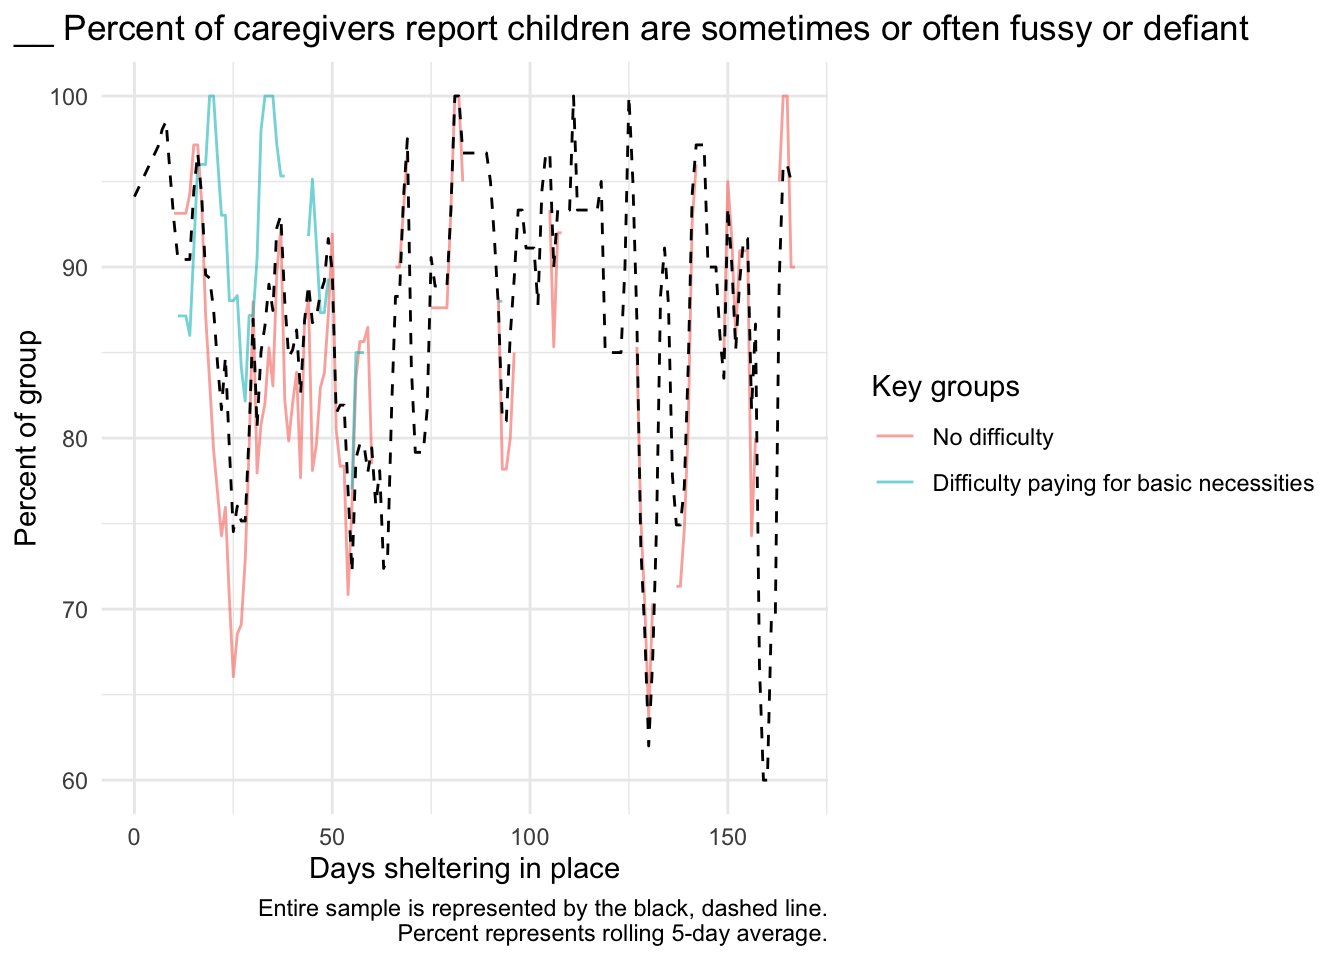 __ Percent of caregivers report children are sometimes or often fussy or defiant
100
90
80
70
60
Percent of group
0 50 100 150
Days sheltering in place
Key groups
No difficulty
Difficulty paying for basic necessities
Entire sample is represented by the black, dashed line.
Percent represents rolling 5-day average.